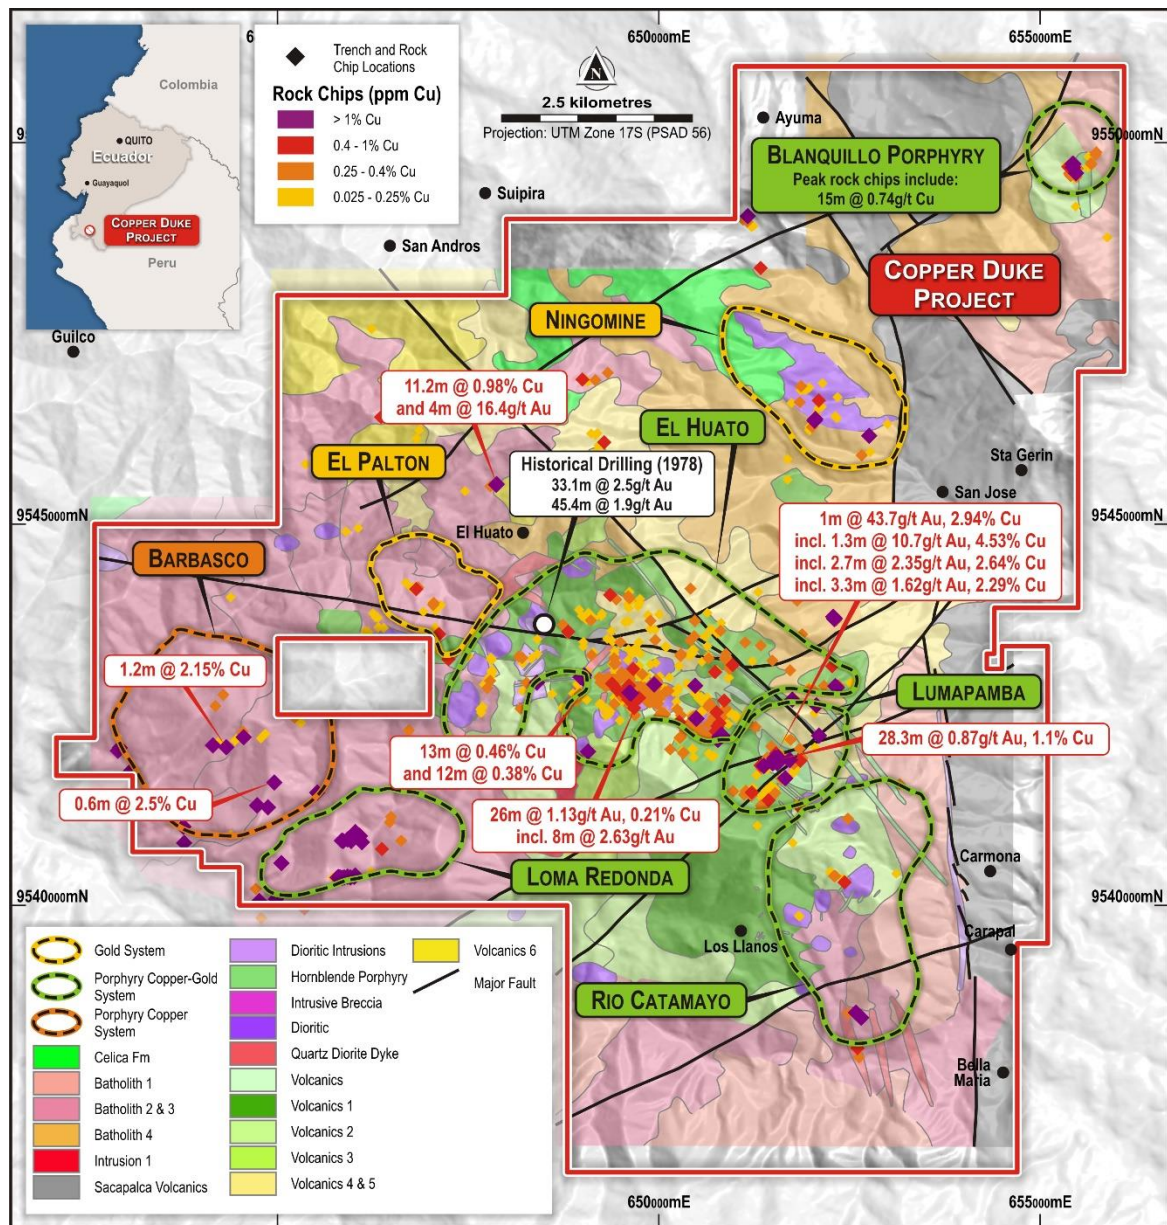 Colombia
QUITO
Ecuador
Guayaquol
COPPER DUKE
PROJECT
Peru
Trench and Rock
Chip Locations
Rock Chips (ppm Cu)
> 1% Cu
0.4 - 1% Cu
0.25 - 0.4% Cu
0.025 - 0.25% Cu
N
2.5 kilometres
Projection: UTM Zone 17S (PSAD 56)
650000mE
655000mE
9550000mN
Ayuma
BLANQUILLO PORPHYRY
Peak rock chips include:
15m @ 0.74g/t Cu
Suipira
San Andros
COPPER DUKE
PROJECT
Guilco
NINGOMINE
11.2m @ 0.98% Cu
and 4m @ 16.4g/t Au
EL HUATO
EL PALTON
Historical Drilling (1978)
33.1m @ 2.5g/t Au
45.4m @ 1.9g/t Au
Sta Gerin
San Jose
9545000mN
9545000mN
El Huato
1m @ 43.7g/t Au, 2.94% Cu
incl. 1.3m @ 10.7g/t Au, 4.53% Cu
incl. 2.7m @ 2.35g/t Au, 2.64% Cu
incl. 3.3m @ 1.62g/t Au, 2.29% Cu
BARBASCO
1.2m @ 2.15% Cu
LUMAPAMBA
28.3m @ 0.87g/t Au, 1.1% Cu
13m @ 0.46% Cu
and 12m @ 0.38% Cu
0.6m @ 2.5% Cu
26m @ 1.13g/t Au, 0.21% Cu
incl. 8m @ 2.63g/t Au
LOMA REDONDA
Carmona
9540000mN
9540000mN
Los Llanos
Carapal
RIO CATAMAYO
Bella
Maria
Gold System
Porphyry Copper-Gold
System
Porphyry Copper
System
Celica Fm
Batholith 1
Batholith 2 & 3
Batholith 4
Intrusion 1
Sacapalca Volcanics
Dioritic Intrusions
Hornblende Porphyry
Intrusive Breccia
Dioritic
Quartz Diorite Dyke
Volcanics
Volcanics 1
Volcanics 2
Volcanics 3
Volcanics 4 & 5
Volcanics 6
Major Fault
650000mE
655000mE